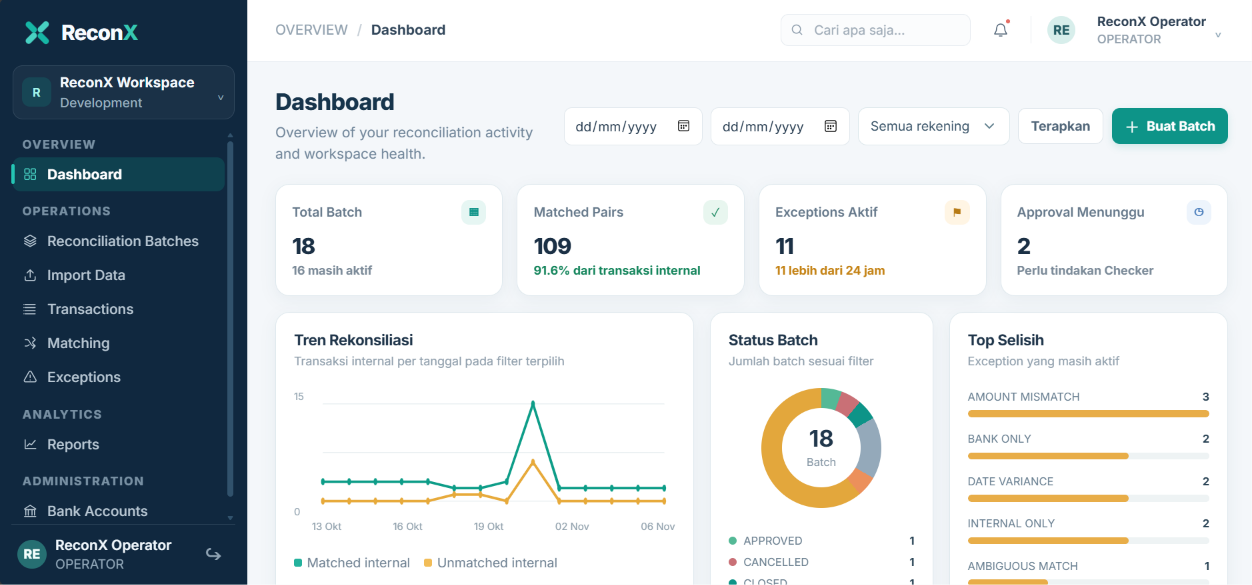 ReconX
OVERVIEW / Dashboard
Cari apa saja...
RE
ReconX Operator
OPERATOR
R
ReconX Workspace
Development
OVERVIEW
Dashboard
OPERATIONS
Reconciliation Batches
Import Data
Transactions
Matching
Exceptions
ANALYTICS
Reports
ADMINISTRATION
Bank Accounts
RE
ReconX Operator
OPERATOR
Dashboard
Overview of your reconciliation activity
and workspace health.
dd/mm/yyyy
dd/mm/yyyy
Semua rekening
Terapkan
+ Buat Batch
Total Batch
18
16 masih aktif
Matched Pairs
109
91.6% dari transaksi internal
Exceptions Aktif
11
11 lebih dari 24 jam
Approval Menunggu
2
Perlu tindakan Checker
Tren Rekonsiliasi
Transaksi internal per tanggal pada filter terpilih
15
0
13 Okt 16 Okt 19 Okt 02 Nov 06 Nov
Matched internal Unmatched internal
Status Batch
Jumlah batch sesuai filter
18
Batch
APPROVED 1
CANCELLED 1
CLOSED 1
Top Selisih
Exception yang masih aktif
AMOUNT MISMATCH 3
BANK ONLY 2
DATE VARIANCE 2
INTERNAL ONLY 2
AMBIGUOUS MATCH 1